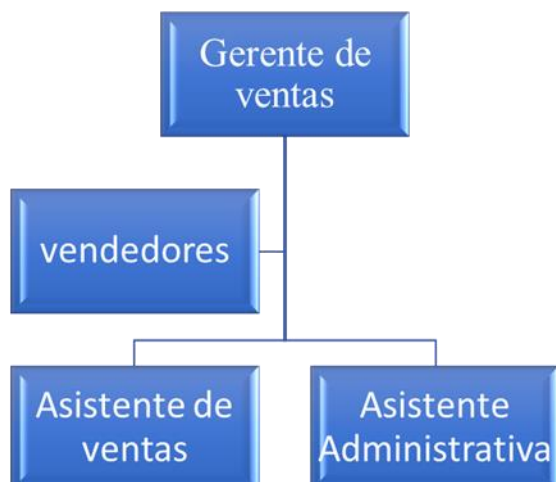 Gerente de
ventas
vendedores
Asistente de
ventas
Asistente
Administrativa